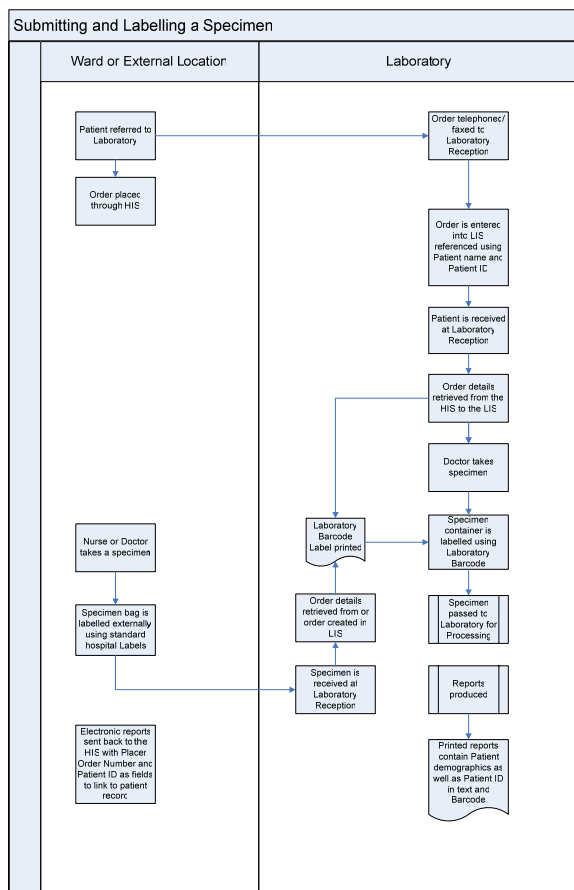 Submitting and Labelling a Specimen
Ward or External Location
Laboratory
Patient referred to
Laboratory
Order telephoned/
faxed to
Laboratory
Reception
Order placed
through HIS
Order is entered
into LIS
referenced using
Patient name and
Patient ID
Patient is received
at Laboratory
Reception
Order details
retrieved from the
HIS to the LIS
Doctor takes
specimen
Nurse or Doctor
takes a specimen
Laboratory
Barcode
Label printed
Specimen
container is
labelled using
Laboratory
Barcode
Specimen bag is
labelled externally
using standard
hospital Labels
Order details
retrieved from or
order created in
LIS
Specimen
passed to
Laboratory for
Processing
Specimen is
received at
Laboratory
Reception
Reports
produced
Electronic reports
sent back to the
HIS with Placer
Order Number and
Patient ID as fields
to link to patient
record
Printed reports
contain Patient
demographics as
well as Patient ID
in text and
Barcode